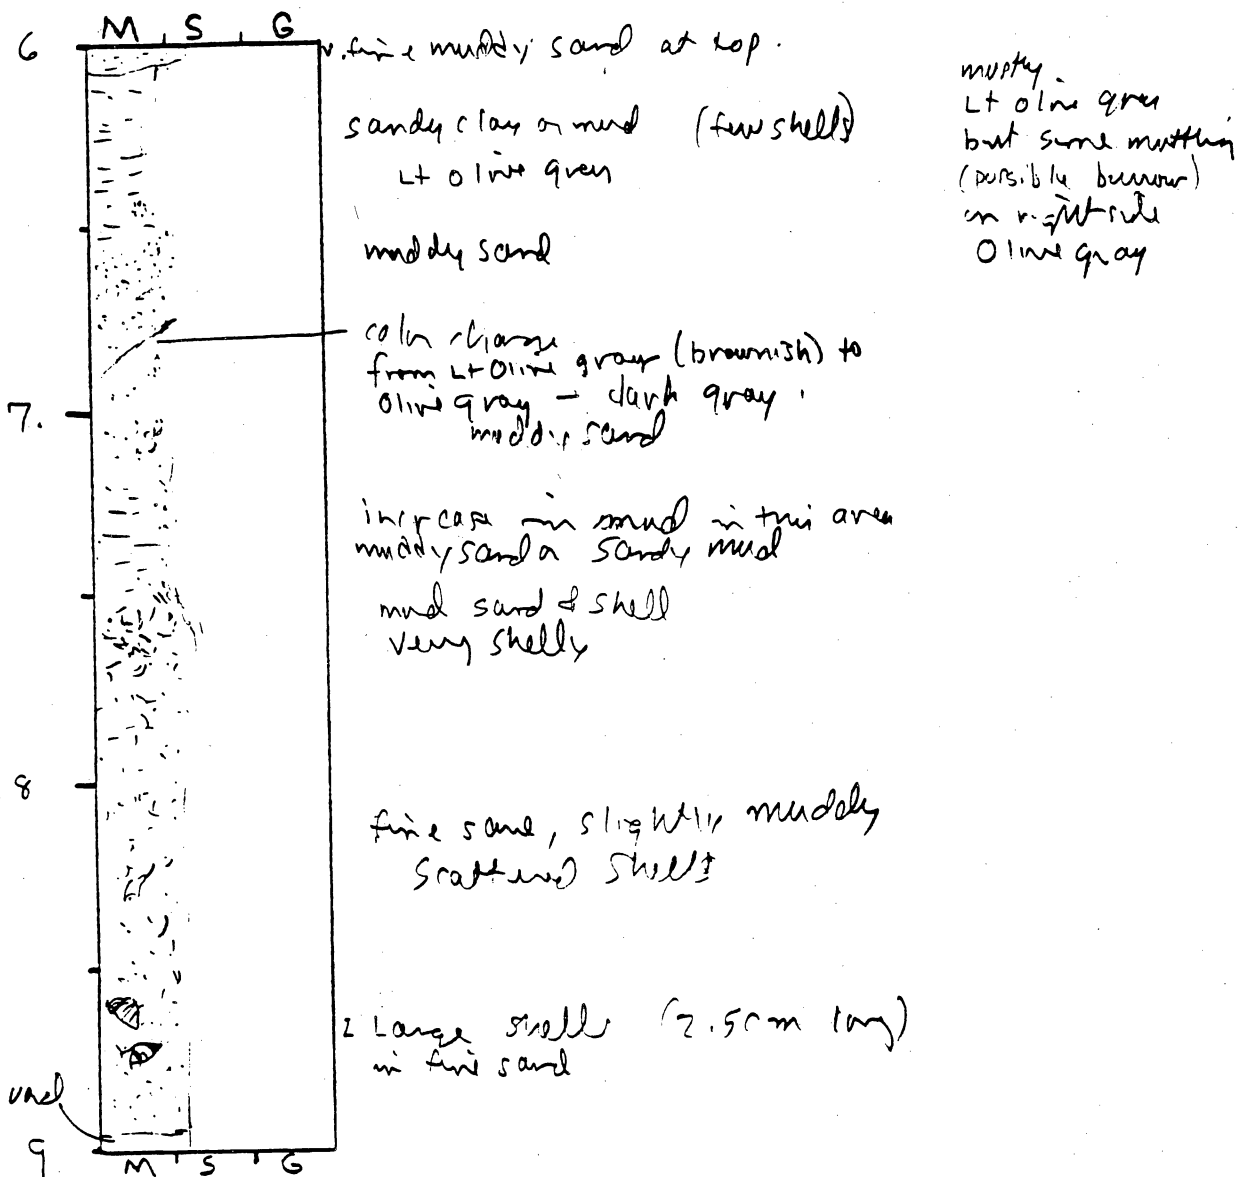 M S G
6
v. fine muddy sand at top.
sandy clay or mud (few shells)
Lt olive gray
mostly
Lt olive gray
but some mottling
(possible burrow)
on right side
Olive gray
muddy sand
color change
from Lt Olive gray (brownish) to
Olive gray - dark gray.
muddy sand
7.
increase in mud in this area
muddy sand or sandy mud
mud sand & shell
very shelly
8
fine sand, slightly muddy
scattered shells
2 Large shells (2.5cm long)
in fine sand
void
9
M S G